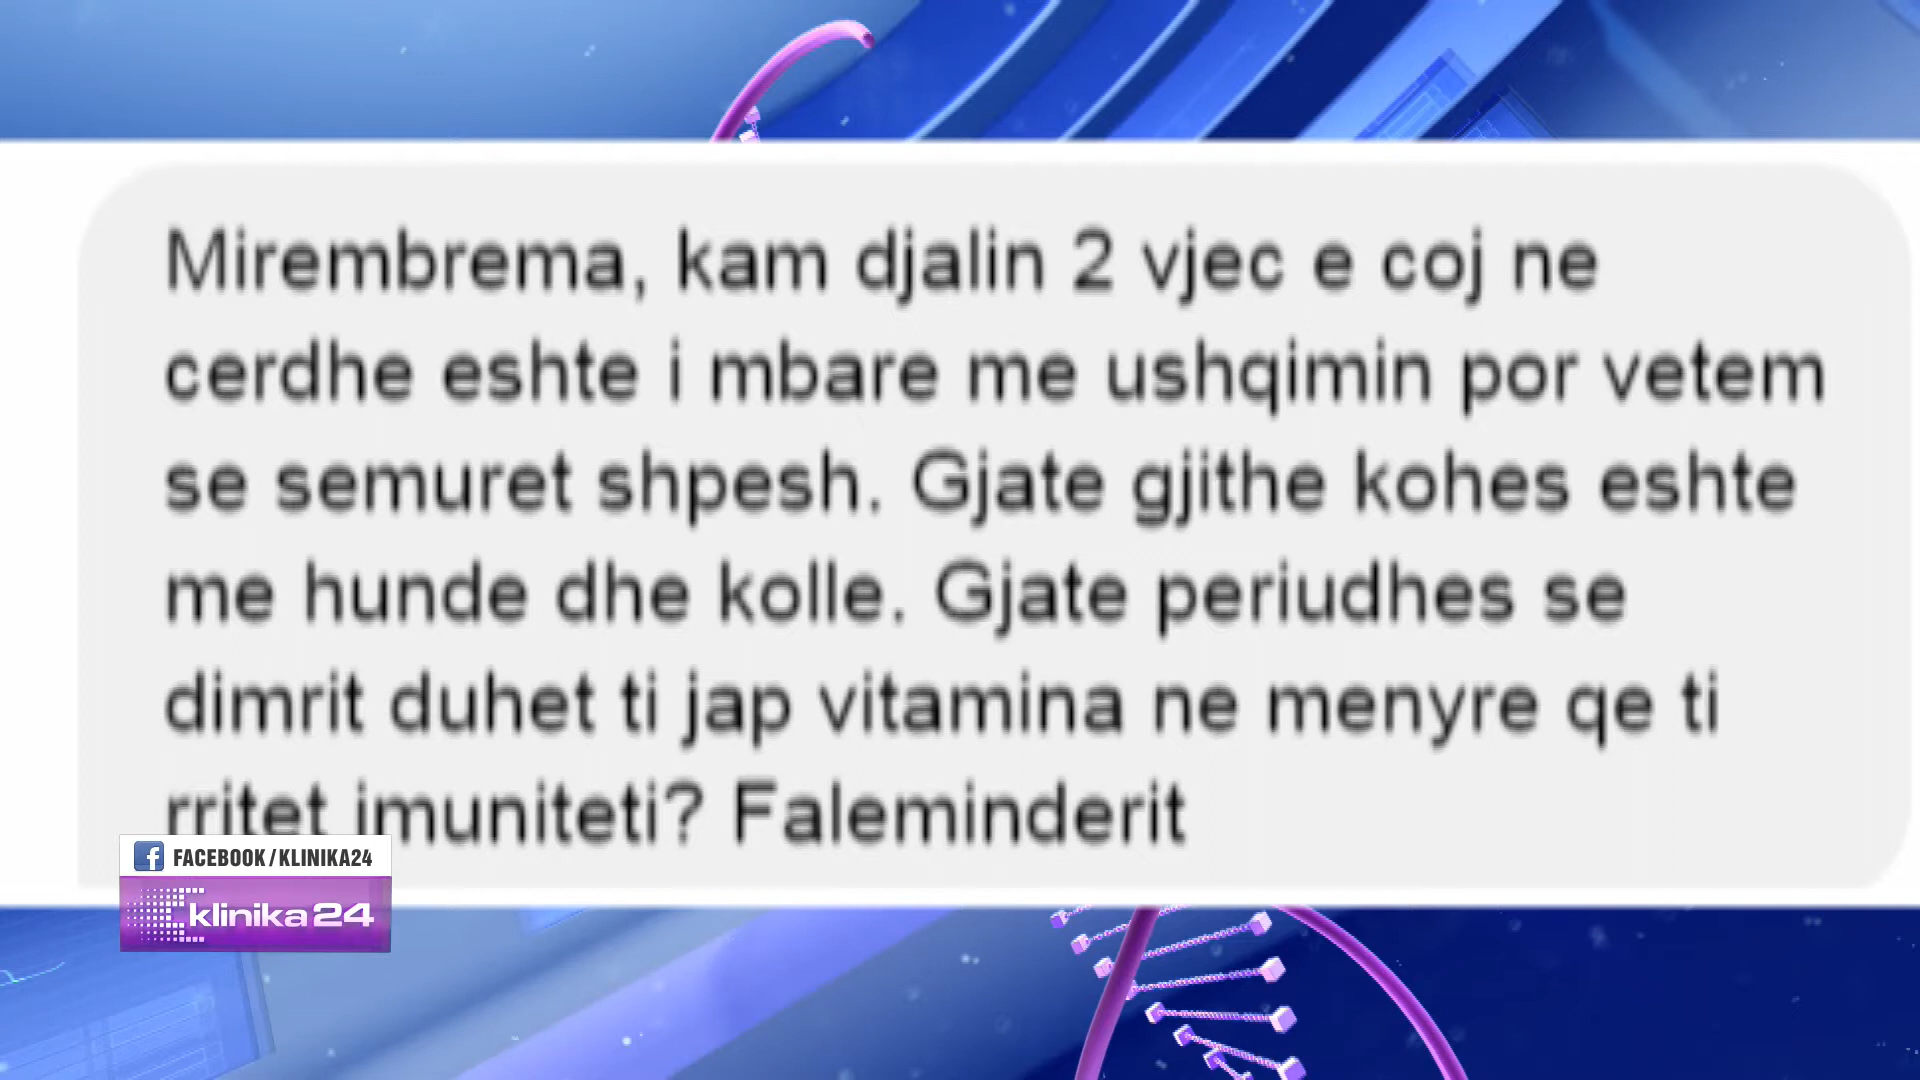 Mirembrema, kam djalin 2 vjec e coj ne
cerdhe eshte i mbare me ushqimin por vetem
se semuret shpesh. Gjate gjithe kohes eshte
me hunde dhe kolle. Gjate periudhes se
dimrit duhet ti jap vitamina ne menyre qe ti
rritet imuniteti? Faleminderit
FACEBOOK/KLINIKA24
klinika 24